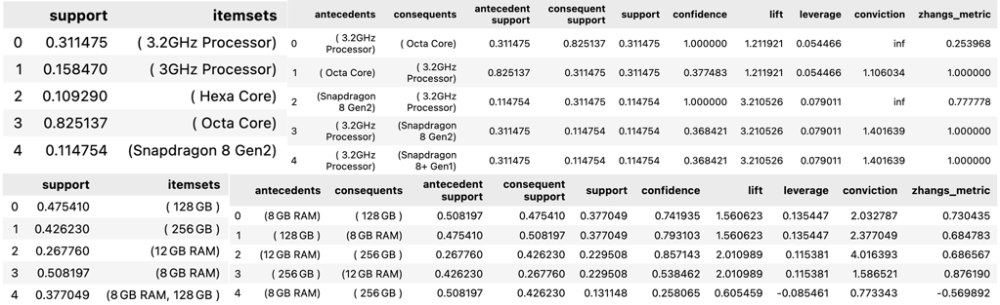 support itemsets
0 0.311475 ( 3.2GHz Processor)
1 0.158470 ( 3GHz Processor)
2 0.109290 ( Hexa Core)
3 0.825137 ( Octa Core)
4 0.114754 (Snapdragon 8 Gen2)
antecedents consequents antecedent support consequent support support confidence lift leverage conviction zhangs_metric
0 ( 3.2GHz Processor) ( Octa Core) 0.311475 0.825137 0.311475 1.000000 1.211921 0.054466 inf 0.253968
1 ( Octa Core) ( 3.2GHz Processor) 0.825137 0.311475 0.311475 0.377483 1.211921 0.054466 1.106034 1.000000
2 (Snapdragon 8 Gen2) ( 3.2GHz Processor) 0.114754 0.311475 0.114754 1.000000 3.210526 0.079011 inf 0.777778
3 ( 3.2GHz Processor) (Snapdragon 8 Gen2) 0.311475 0.114754 0.114754 0.368421 3.210526 0.079011 1.401639 1.000000
4 ( 3.2GHz Processor) (Snapdragon 8+ Gen1) 0.311475 0.114754 0.114754 0.368421 3.210526 0.079011 1.401639 1.000000
support itemsets
0 0.475410 ( 128 GB )
1 0.426230 ( 256 GB )
2 0.267760 (12 GB RAM)
3 0.508197 (8 GB RAM)
4 0.377049 (8 GB RAM, 128 GB )
antecedents consequents antecedent support consequent support support confidence lift leverage conviction zhangs_metric
0 (8 GB RAM) ( 128 GB ) 0.508197 0.475410 0.377049 0.741935 1.560623 0.135447 2.032787 0.730435
1 ( 128 GB ) (8 GB RAM) 0.475410 0.508197 0.377049 0.793103 1.560623 0.135447 2.377049 0.684783
2 (12 GB RAM) ( 256 GB ) 0.267760 0.426230 0.229508 0.857143 2.010989 0.115381 4.016393 0.686567
3 ( 256 GB ) (12 GB RAM) 0.426230 0.267760 0.229508 0.538462 2.010989 0.115381 1.586521 0.876190
4 (8 GB RAM) ( 256 GB ) 0.508197 0.426230 0.131148 0.258065 0.605459 -0.085461 0.773343 -0.569892